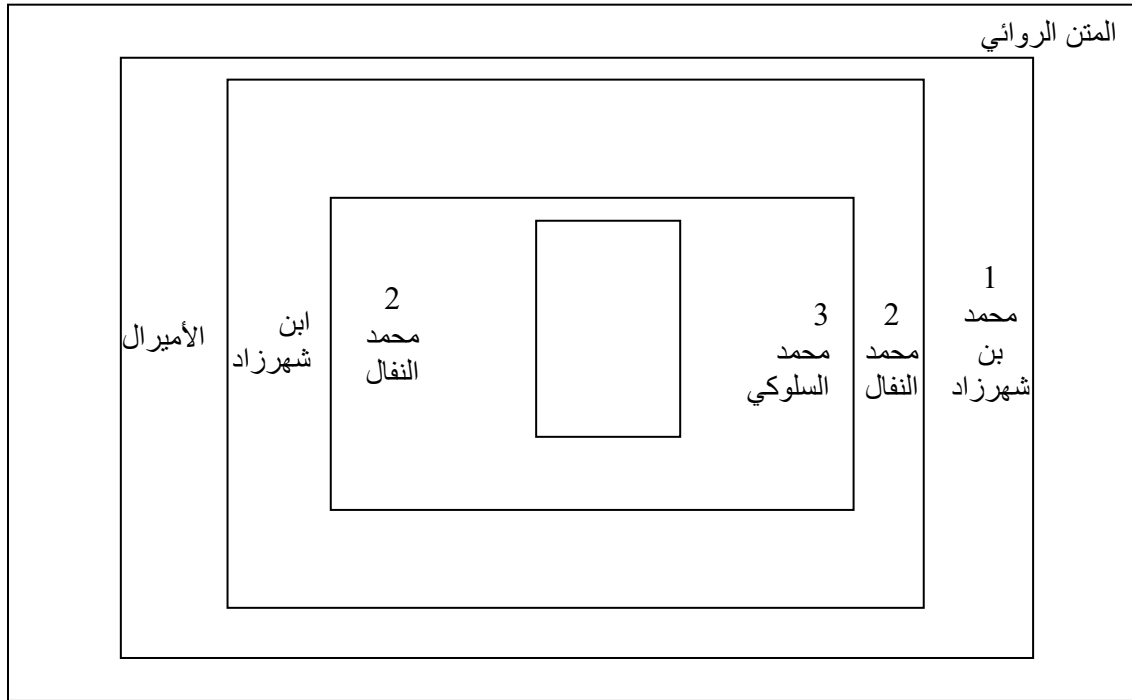 المتن الروائي
1
محمد
بن
شهرزاد
2
محمد
النفال
3
محمد
السلوكي
2
محمد
النفال
ابن
شهرزاد
الأميرال